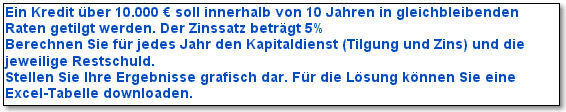 Ein Kredit über 10.000 € soll innerhalb von 10 Jahren in gleichbleibenden
Raten getilgt werden. Der Zinssatz beträgt 5%
Berechnen Sie für jedes Jahr den Kapitaldienst (Tilgung und Zins) und die
jeweilige Restschuld.
Stellen Sie Ihre Ergebnisse grafisch dar. Für die Lösung können Sie eine
Excel-Tabelle downloaden.